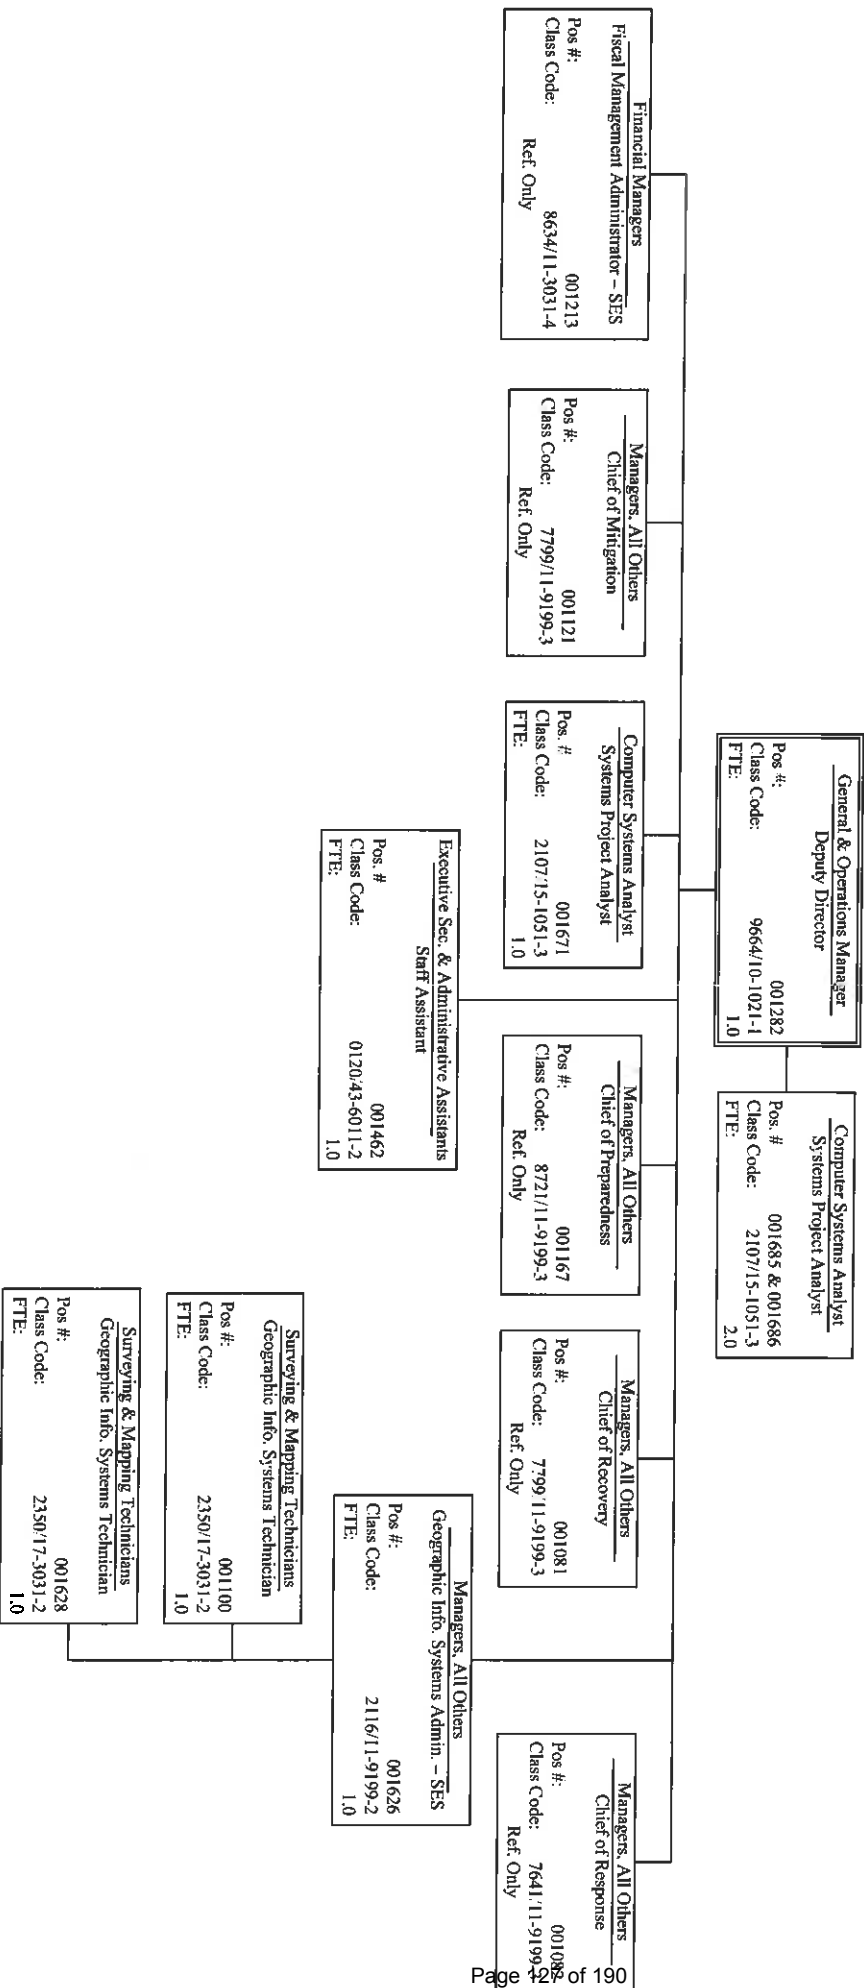 General & Operations Manager
Deputy Director
Pos #: 001282
Class Code: 9664/10-1021-1
FTE: 1.0
Computer Systems Analyst
Systems Project Analyst
Pos. # 001685 & 001686
Class Code: 2107/15-1051-3
FTE: 2.0
Financial Managers
Fiscal Management Administrator – SES
Pos #: 001213
Class Code: 8634/11-3031-4
Ref. Only
Managers, All Others
Chief of Mitigation
Pos #: 001121
Class Code: 7799/11-9199-3
Ref. Only
Computer Systems Analyst
Systems Project Analyst
Pos. # 001671
Class Code: 2107/15-1051-3
FTE: 1.0
Managers, All Others
Chief of Preparedness
Pos #: 001167
Class Code: 8721/11-9199-3
Ref. Only
Managers, All Others
Chief of Recovery
Pos #: 001081
Class Code: 7799/11-9199-3
Ref. Only
Managers, All Others
Chief of Response
Pos #:
Class Code:
Ref. Only
Executive Sec. & Administrative Assistants
Staff Assistant
Pos. # 001462
Class Code: 0120/43-6011-2
FTE: 1.0
Managers, All Others
Geographic Info. Systems Admin. – SES
Pos #: 001626
Class Code: 2116/11-9199-2
FTE: 1.0
Surveying & Mapping Technicians
Geographic Info. Systems Technician
Pos #: 001100
Class Code: 2350/17-3031-2
FTE: 1.0
Surveying & Mapping Technicians
Geographic Info. Systems Technician
Pos #: 001628
Class Code: 2350/17-3031-2
FTE: 1.0
Page 127 of 190